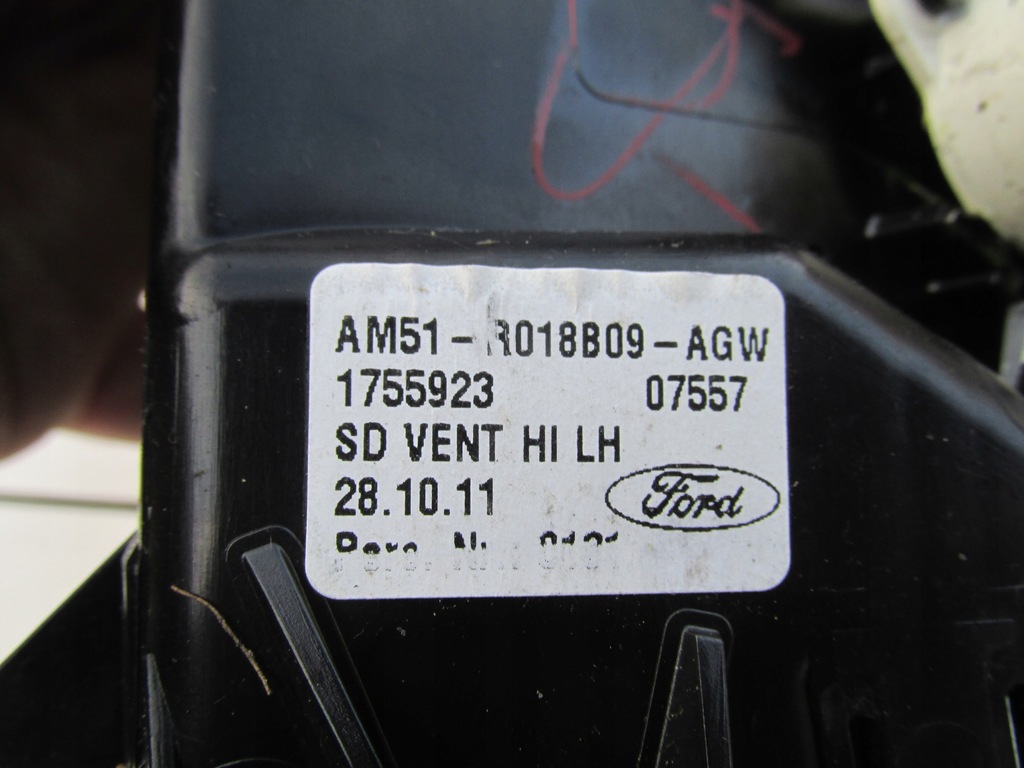 AM51-R018B09-AGW
1755923 07557
SD VENT HI LH
28.10.11
Ford